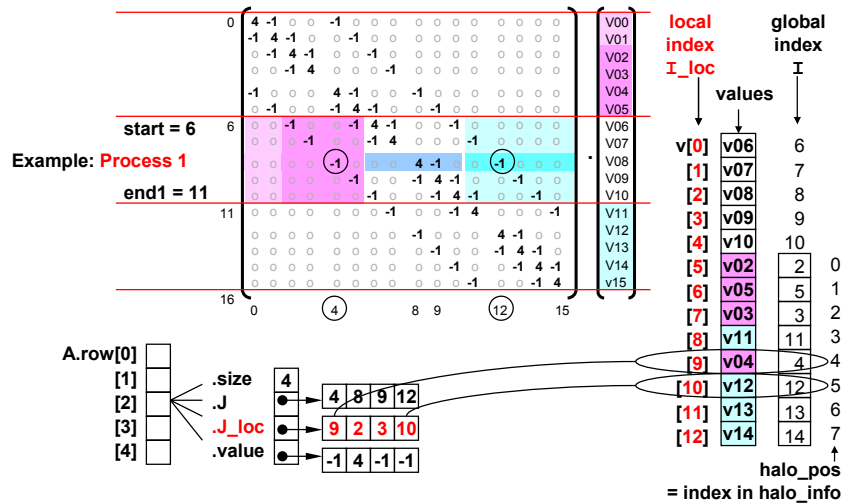 0 4 -1 o o -1 o o o o o o o o o o o V00
-1 4 -1 o o -1 o o o o o o o o o o V01
o -1 4 -1 o o -1 o o o o o o o o o V02
o o -1 4 o o o -1 o o o o o o o o V03
-1 o o o 4 -1 o o -1 o o o o o o o V04
o -1 o o -1 4 -1 o o -1 o o o o o o V05
start = 6
6 o o -1 o o -1 4 -1 o o -1 o o o o o V06
o o o -1 o o -1 4 o o o -1 o o o o V07
Example: Process 1
o o o o -1 o o o 4 -1 o o -1 o o o · V08
o o o o o -1 o o -1 4 -1 o o -1 o o V09
end1 = 11
o o o o o o -1 o o -1 4 -1 o o -1 o V10
11 o o o o o o o -1 o o -1 4 o o o -1 V11
o o o o o o o o -1 o o o 4 -1 o o V12
o o o o o o o o o -1 o o -1 4 -1 o V13
o o o o o o o o o o -1 o o -1 4 -1 V14
o o o o o o o o o o o -1 o o -1 4 v15
16
0 4 8 9 12 15
local
index
I_loc
global
index
I
values
v[0] v06 6
[1] v07 7
[2] v08 8
[3] v09 9
[4] v10 10
[5] v02 2 0
[6] v05 5 1
[7] v03 3 2
[8] v11 11 3
[9] v04 4 4
[10] v12 12 5
[11] v13 13 6
[12] v14 14 7
halo_pos
= index in halo_info
A.row[0]
[1]
[2]
[3]
[4]
.size 4
.J 4 8 9 12
.J_loc 9 2 3 10
.value -1 4 -1 -1